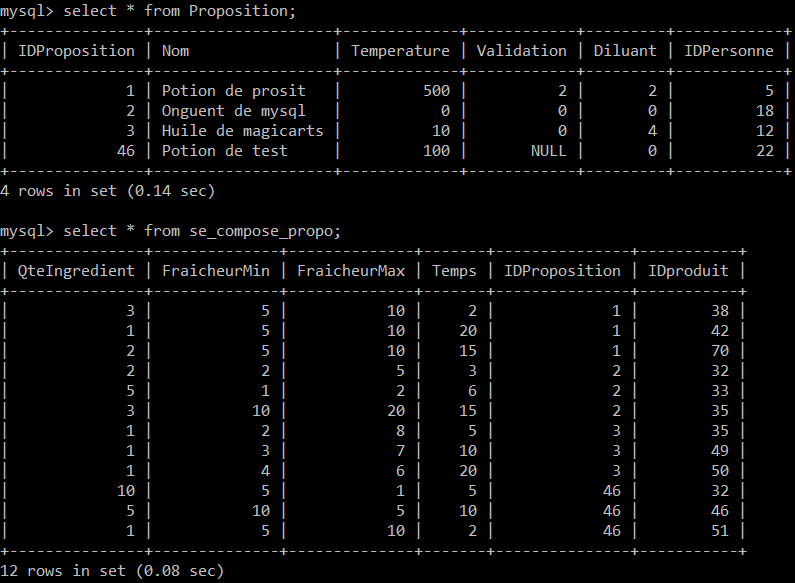 mysql> select * from Proposition;
+---------------+--------------------+-------------+------------+---------+------------+
| IDProposition | Nom                | Temperature | Validation | Diluant | IDPersonne |
+---------------+--------------------+-------------+------------+---------+------------+
|             1 | Potion de prosit   |         500 |          2 |       2 |          5 |
|             2 | Onguent de mysql   |           0 |          0 |       0 |         18 |
|             3 | Huile de magicarts |          10 |          0 |       4 |         12 |
|            46 | Potion de test     |         100 |       NULL |       0 |         22 |
+---------------+--------------------+-------------+------------+---------+------------+
4 rows in set (0.14 sec)
mysql> select * from se_compose_propo;
+---------------+--------------+--------------+-------+---------------+-----------+
| QteIngredient | FraicheurMin | FraicheurMax | Temps | IDProposition | IDproduit |
+---------------+--------------+--------------+-------+---------------+-----------+
|             3 |            5 |           10 |     2 |             1 |        38 |
|             1 |            5 |           10 |    20 |             1 |        42 |
|             2 |            5 |           10 |    15 |             1 |        70 |
|             2 |            2 |            5 |     3 |             2 |        32 |
|             5 |            1 |            2 |     6 |             2 |        33 |
|             3 |           10 |           20 |    15 |             2 |        35 |
|             1 |            2 |            8 |     5 |             3 |        35 |
|             1 |            3 |            7 |    10 |             3 |        49 |
|             1 |            4 |            6 |    20 |             3 |        50 |
|            10 |            5 |            1 |     5 |            46 |        32 |
|             5 |           10 |            5 |    10 |            46 |        46 |
|             1 |            5 |           10 |     2 |            46 |        51 |
+---------------+--------------+--------------+-------+---------------+-----------+
12 rows in set (0.08 sec)